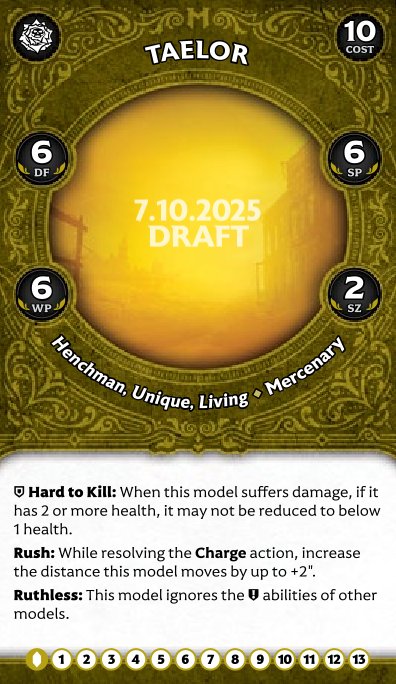 TAELOR
10
COST
6
DF
6
SP
7.10.2025
DRAFT
6
WP
2
SZ
Henchman, Unique, Living ⬥ Mercenary
Hard to Kill: When this model suffers damage, if it
has 2 or more health, it may not be reduced to below
1 health.
Rush: While resolving the Charge action, increase
the distance this model moves by up to +2".
Ruthless: This model ignores the abilities of other
models.
1 2 3 4 5 6 7 8 9 10 11 12 13